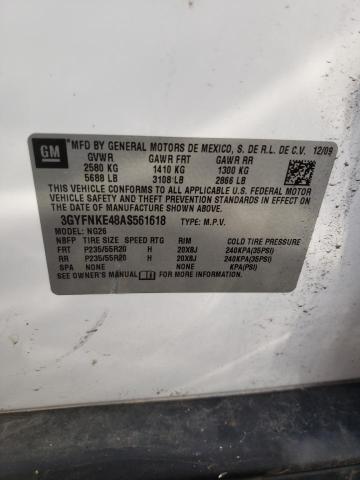 GM
MFD BY GENERAL MOTORS DE MEXICO, S. DE R.L. DE C.V. 12/09
GVWR GAWR FRT GAWR RR
2580 KG 1410 KG 1300 KG
5688 LB 3108 LB 2866 LB
THIS VEHICLE CONFORMS TO ALL APPLICABLE U.S. FEDERAL MOTOR
VEHICLE SAFETY, BUMPER, AND THEFT PREVENTION STANDARDS IN
EFFECT ON THE DATE OF MANUFACTURE SHOWN ABOVE.
3GYFNKE48AS561618 TYPE: M.P.V.
MODEL: NG26
NBFP TIRE SIZE SPEED RTG RIM COLD TIRE PRESSURE
FRT P235/55R20 H 20X8J 240KPA(35PSI)
RR P235/55R20 H 20X8J 240KPA(35PSI)
SPA NONE NONE NONE KPA(PSI)
SEE OWNER'S MANUAL FOR MORE INFORMATION.